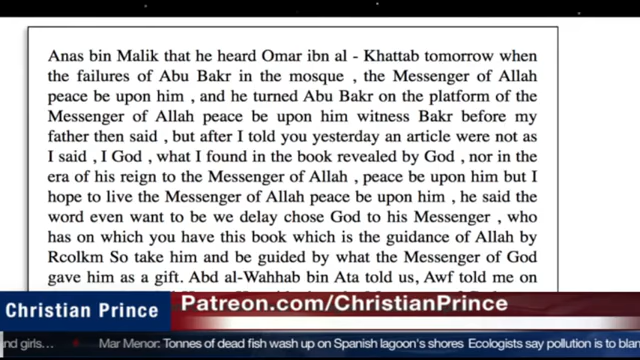 Anas bin Malik that he heard Omar ibn al - Khattab tomorrow when
the failures of Abu Bakr in the mosque , the Messenger of Allah
peace be upon him , and he turned Abu Bakr on the platform of the
Messenger of Allah peace be upon him witness Bakr before my
father then said , but after I told you yesterday an article were not as
I said , I God , what I found in the book revealed by God , nor in the
era of his reign to the Messenger of Allah , peace be upon him but I
hope to live the Messenger of Allah peace be upon him , he said the
word even want to be we delay chose God to his Messenger , who
has on which you have this book which is the guidance of Allah by
Rcolkm So take him and be guided by what the Messenger of God
gave him as a gift. Abd al-Wahhab bin Ata told us, Awf told me on
Christian Prince
Patreon.com/ChristianPrince
and girls...
Mar Menor: Tonnes of dead fish wash up on Spanish lagoon's shores Ecologists say pollution is to blam